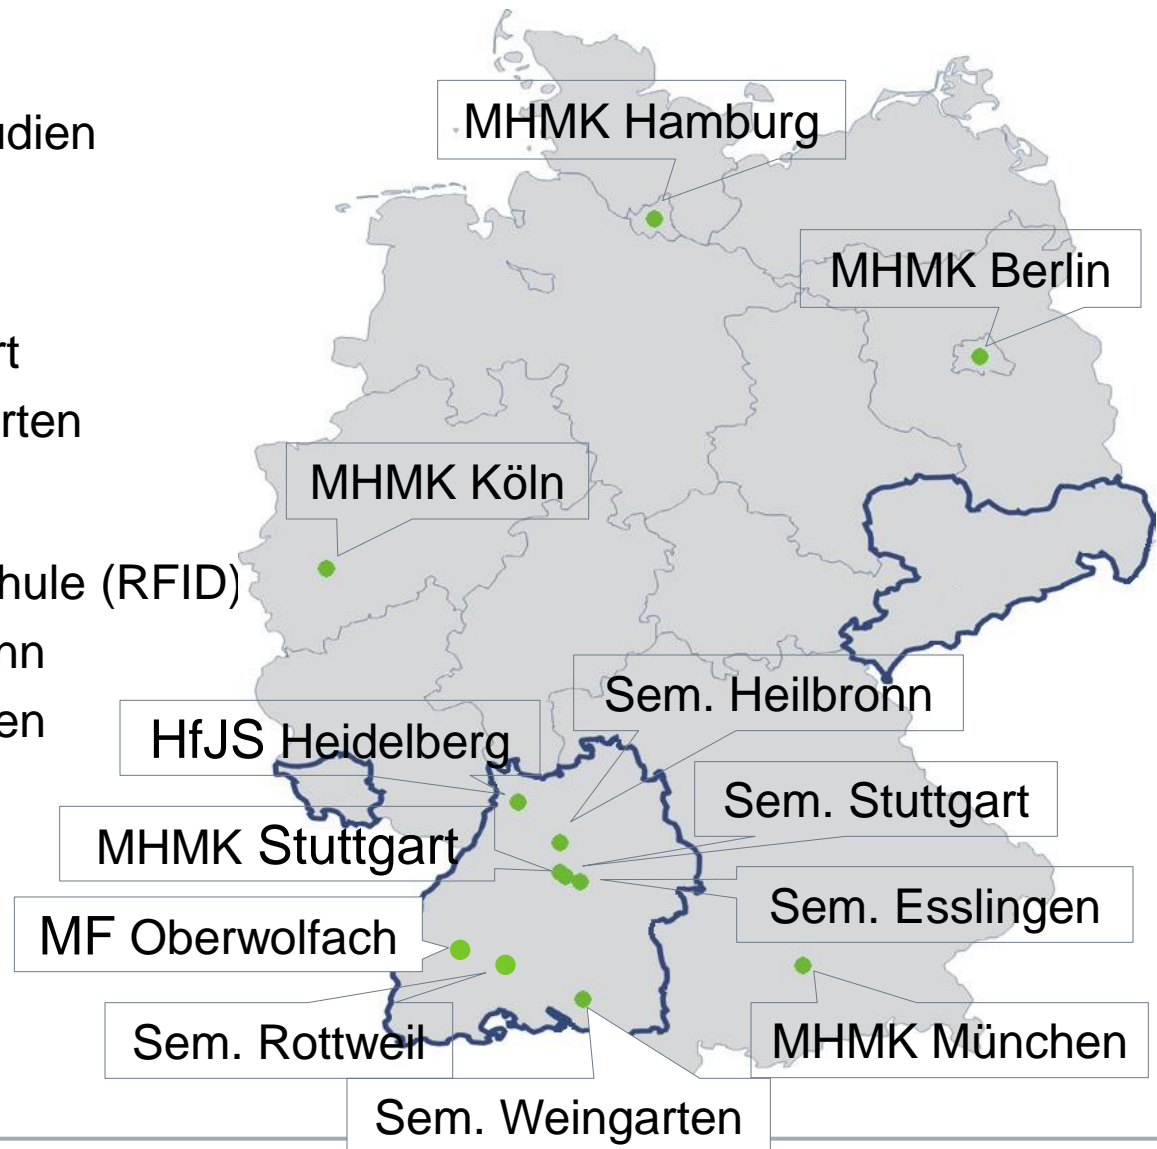 udien
rt
rten
hule (RFID)
nn
en
MHMK Hamburg
MHMK Berlin
MHMK Köln
Sem. Heilbronn
HfJS Heidelberg
Sem. Stuttgart
MHMK Stuttgart
Sem. Esslingen
MF Oberwolfach
Sem. Rottweil
MHMK München
Sem. Weingarten